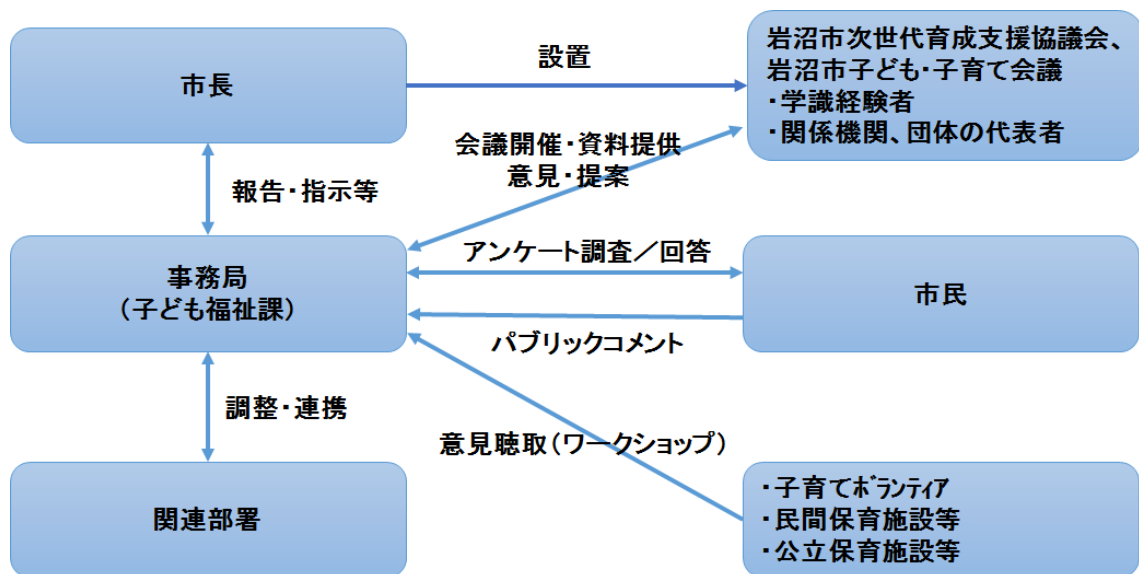 市長
設置
岩沼市次世代育成支援協議会、
岩沼市子ども・子育て会議
・学識経験者
・関係機関、団体の代表者
会議開催・資料提供
意見・提案
報告・指示等
事務局
（子ども福祉課）
アンケート調査／回答
市民
パブリックコメント
調整・連携
意見聴取（ワークショップ）
関連部署
・子育てﾎﾞﾗﾝﾃｨｱ
・民間保育施設等
・公立保育施設等